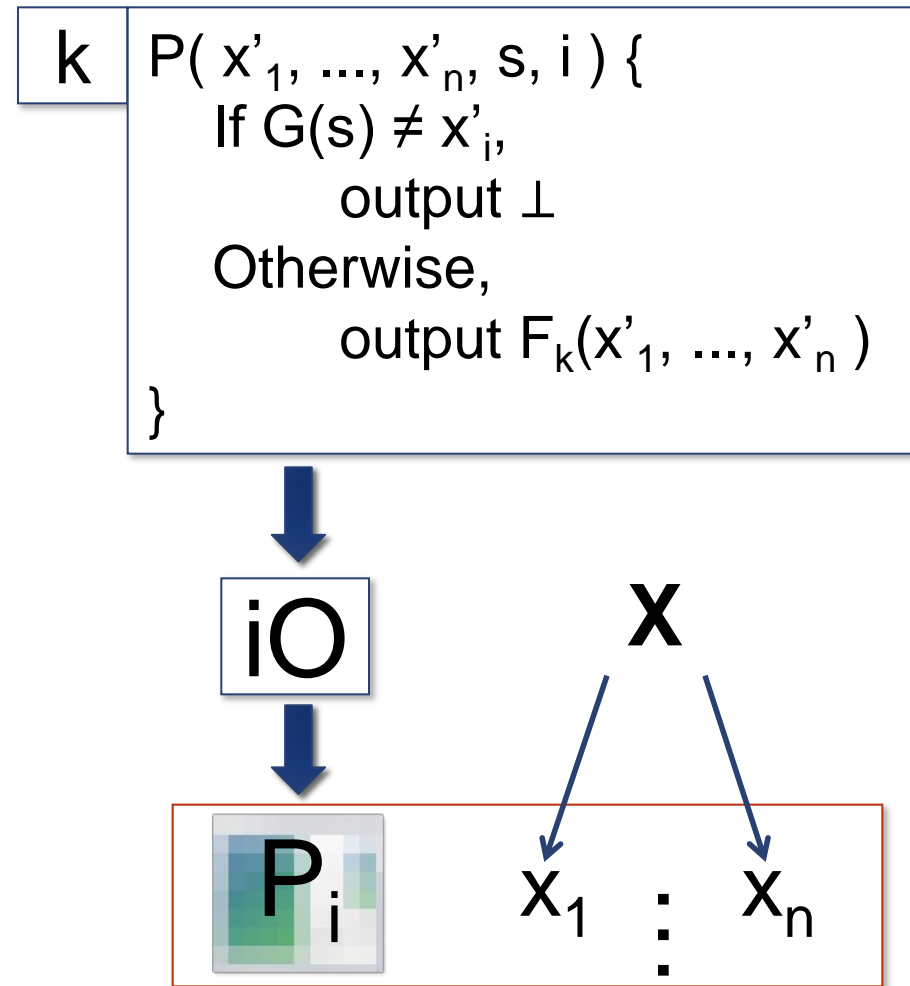 k
P( x’₁, ..., x’ₙ, s, i ) {
If G(s) ≠ x’ᵢ,
output ⊥
Otherwise,
output Fₖ(x’₁, ..., x’ₙ )
}
iO
X
Pᵢ x₁ ⋮ xₙ